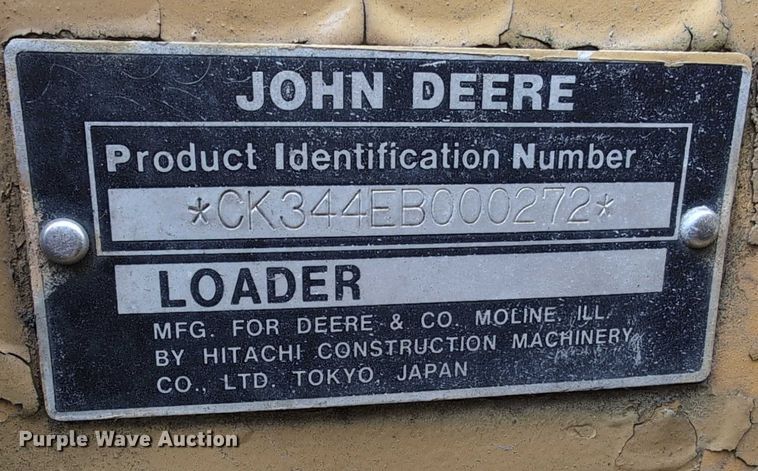 JOHN DEERE
Product Identification Number
*CK344EB000272*
LOADER
MFG. FOR DEERE & CO. MOLINE, ILL.
BY HITACHI CONSTRUCTION MACHINERY
CO., LTD. TOKYO, JAPAN
Purple Wave Auction